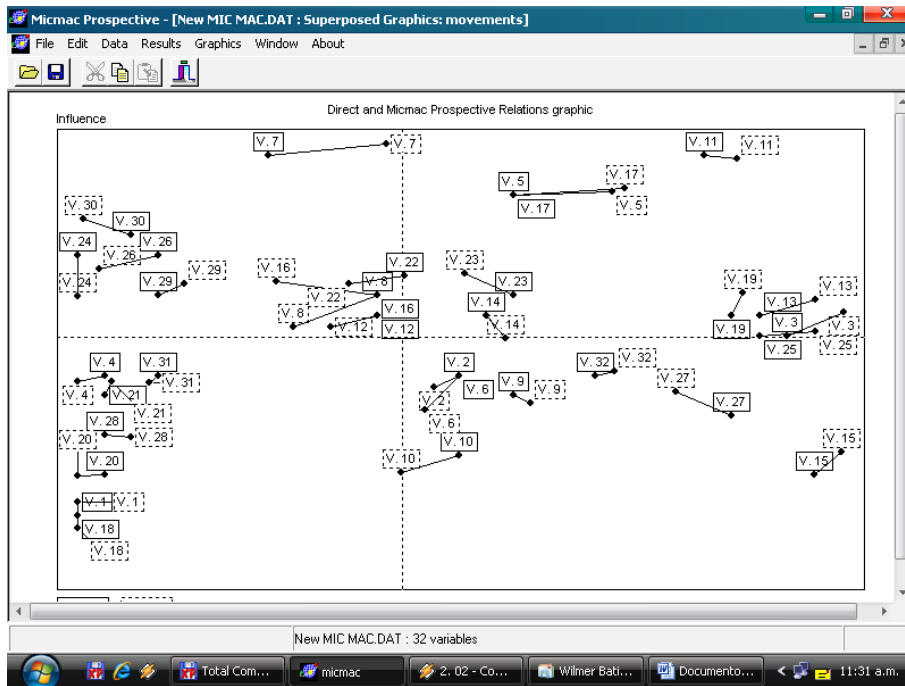 Micmac Prospective - [New MIC MAC.DAT : Superposed Graphics: movements]
File Edit Data Results Graphics Window About
Direct and Micmac Prospective Relations graphic
Influence
V. 7 V. 7 V. 11 V. 11
V. 5 V. 17
V. 17 V. 5
V. 30
V. 30
V. 24 V. 26 V. 26
V. 22
V. 29 V. 29 V. 16 V. 23
V. 24 V. 8 V. 23 V. 19 V. 13
V. 22 V. 14 V. 13
V. 8 V. 16
V. 12 V. 12 V. 14 V. 19 V. 3 V. 3
V. 25 V. 25
V. 4 V. 31 V. 2 V. 32 V. 32
V. 31 V. 6 V. 9 V. 9 V. 27
V. 4 V. 21 V. 2 V. 27
V. 21
V. 28 V. 6
V. 20 V. 28 V. 10 V. 15
V. 20 V. 10 V. 15
V. 1 V. 1
V. 18
V. 18
New MIC MAC.DAT : 32 variables
Total Com... micmac 2. 02 - Co... Wilmer Bati... Documento... 11:31 a.m.